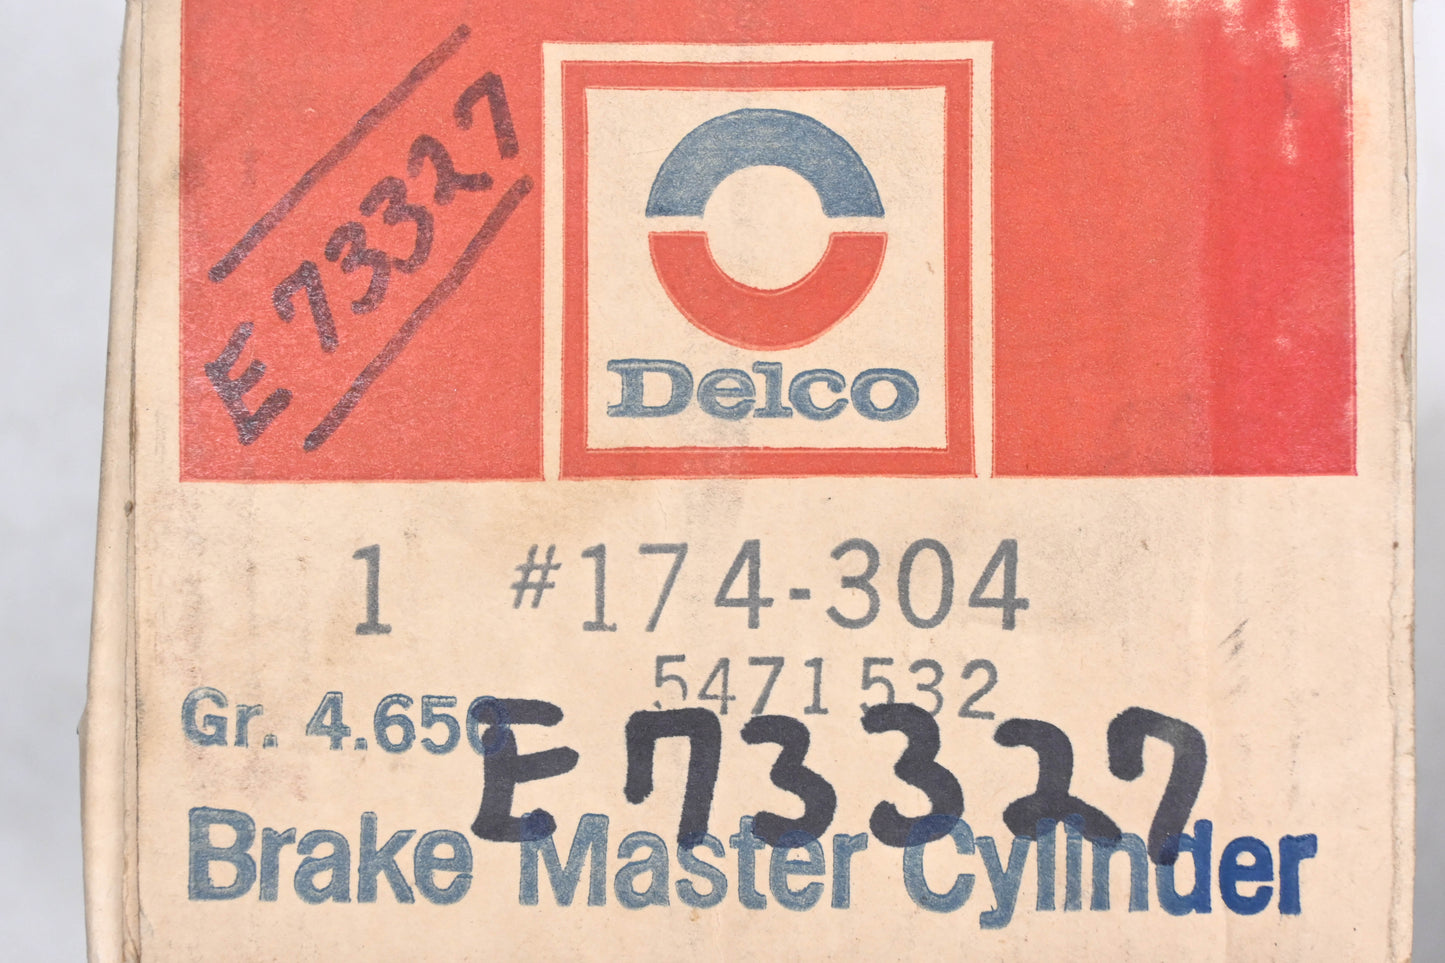 E73327
Delco
1 #174-304
5471532
Gr. 4.650
E73327
Brake Master Cylinder